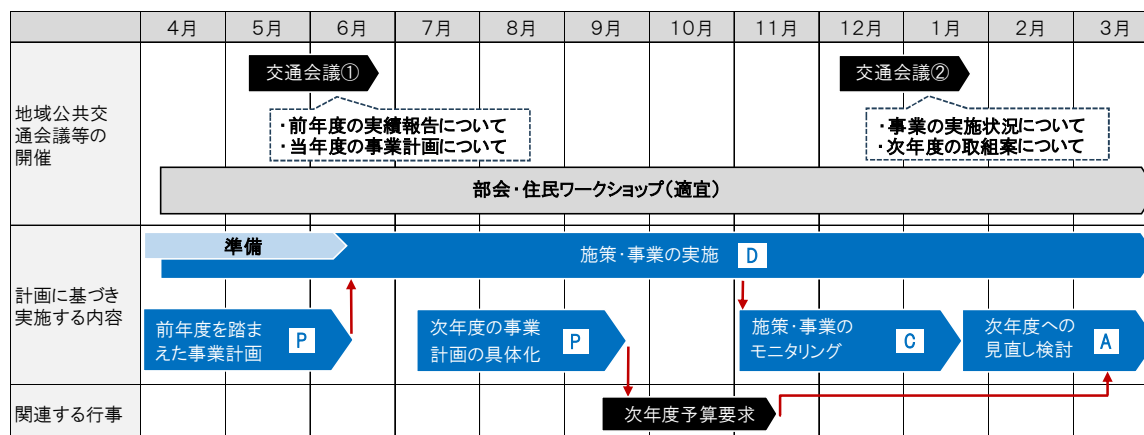 4月 5月 6月 7月 8月 9月 10月 11月 12月 1月 2月 3月
地域公共交
通会議等の
開催
交通会議①
・前年度の実績報告について
・当年度の事業計画について
交通会議②
・事業の実施状況について
・次年度の取組案について
部会・住民ワークショップ(適宜)
計画に基づき
実施する内容
準備
施策・事業の実施 D
前年度を踏ま
えた事業計画
P
次年度の事業
計画の具体化
P
施策・事業の
モニタリング
C
次年度への
見直し検討
A
関連する行事
次年度予算要求